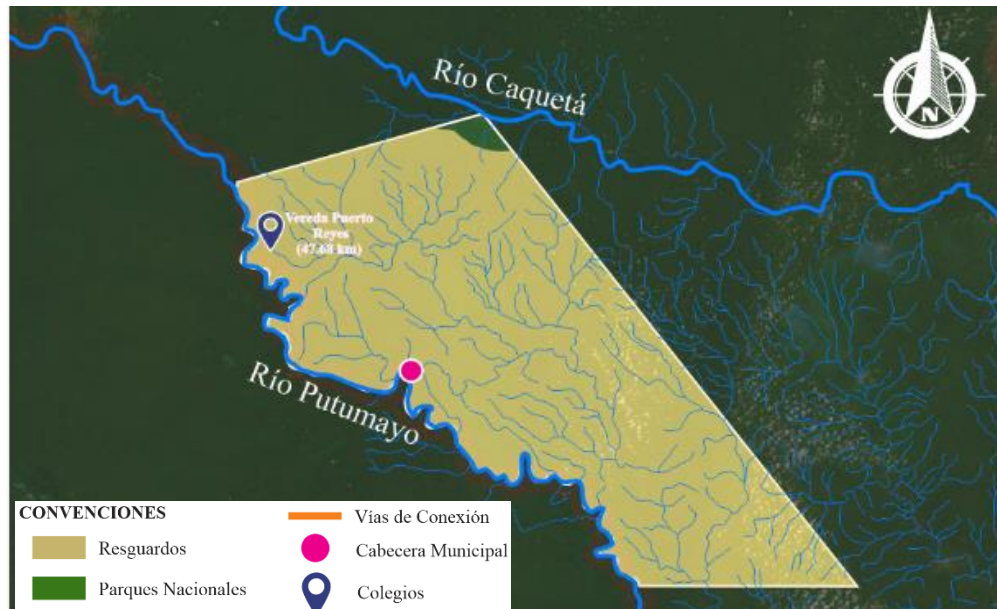 Río Caquetá
N
Vereda Puerto
Reyes
(47.68 km)
Río Putumayo
CONVENCIONES
Resguardos
Parques Nacionales
Vías de Conexión
Cabecera Municipal
Colegios